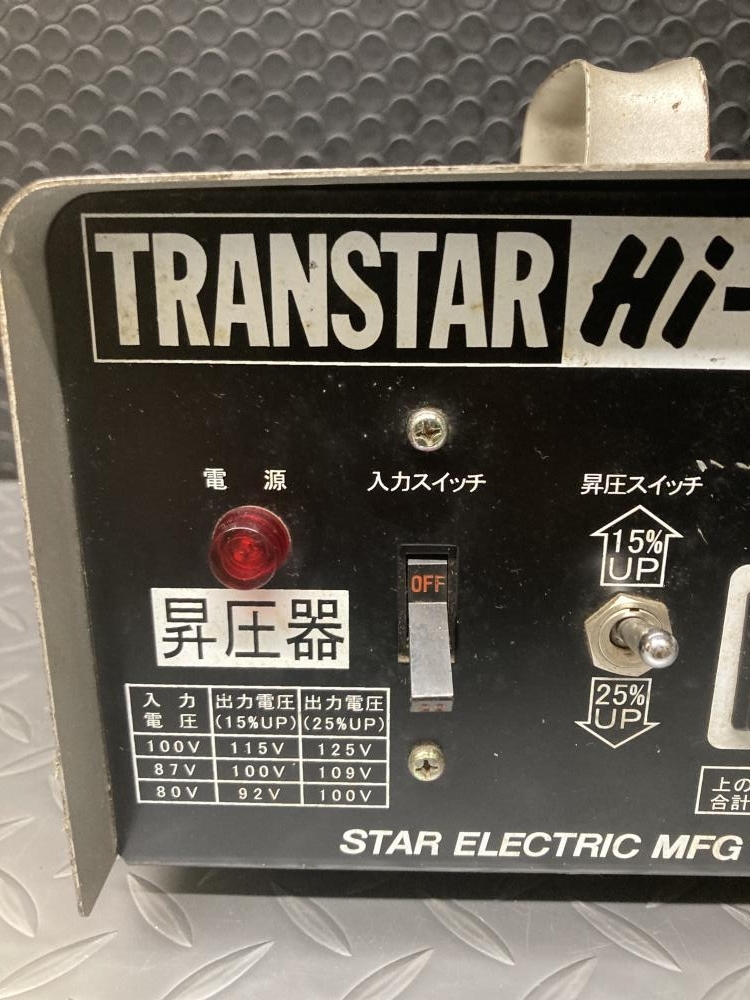 TRANSTAR Hi-
電 源
入力スイッチ
昇圧スイッチ
15%
UP
OFF
昇圧器
25%
UP
入力電圧 出力電圧(15%UP) 出力電圧(25%UP)
100V 115V 125V
87V 100V 109V
80V 92V 100V
上の
合計
STAR ELECTRIC MFG